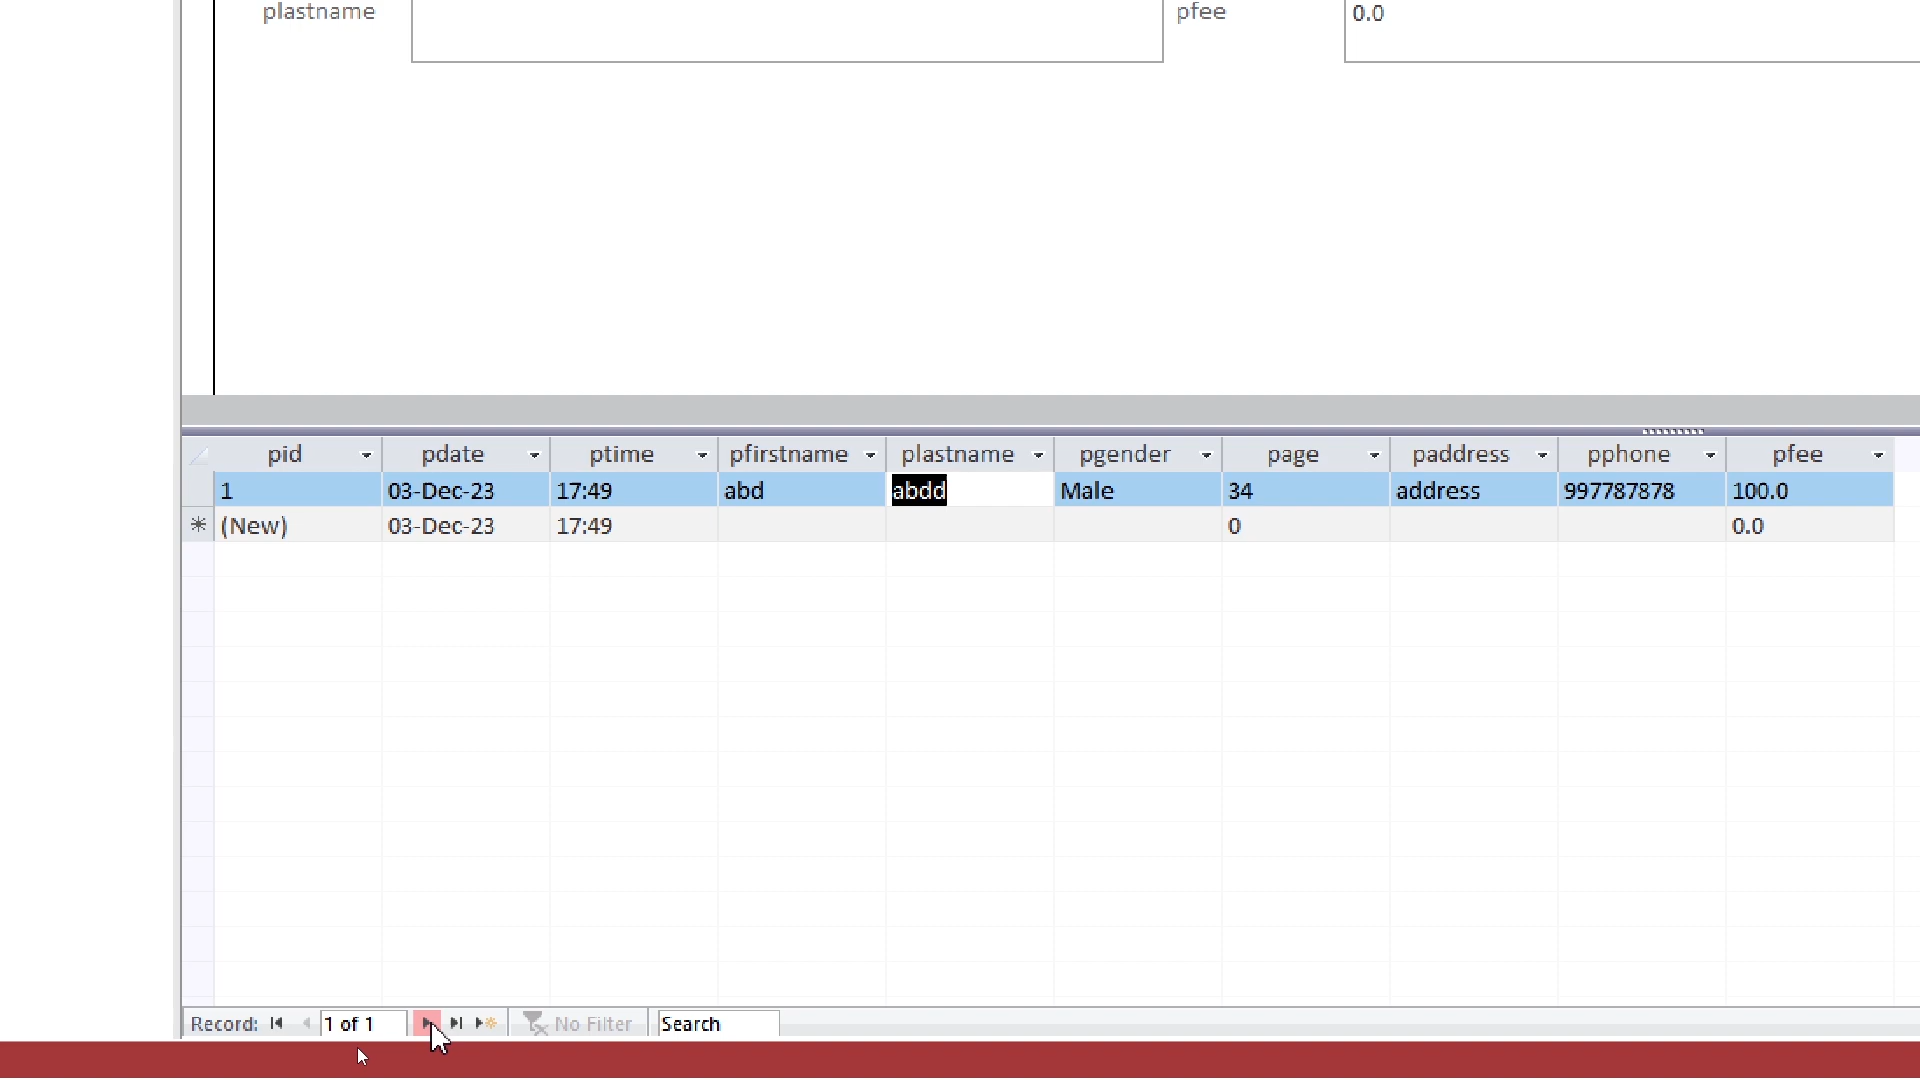 plastname pfee 0.0
pid pdate ptime pfirstname plastname pgender page paddress pphone pfee
1 03-Dec-23 17:49 abd abdd Male 34 address 997787878 100.0
(New) 03-Dec-23 17:49 0 0.0
Record: 1 of 1 No Filter Search